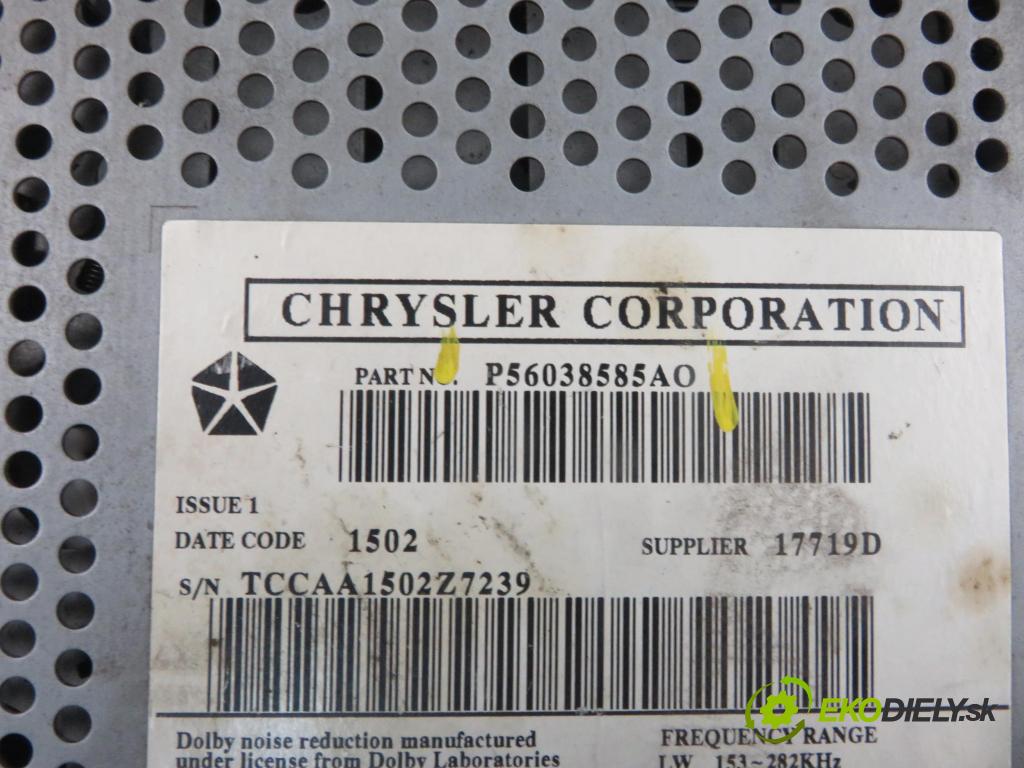 CHRYSLER CORPORATION
PART NO. P56038585AO
ISSUE 1
DATE CODE 1502
SUPPLIER 17719D
S/N TCCAA1502Z7239
Dolby noise reduction manufactured
under license from Dolby Laboratories
FREQUENCY RANGE
LW 153~282KHz
EKODIELY.sk